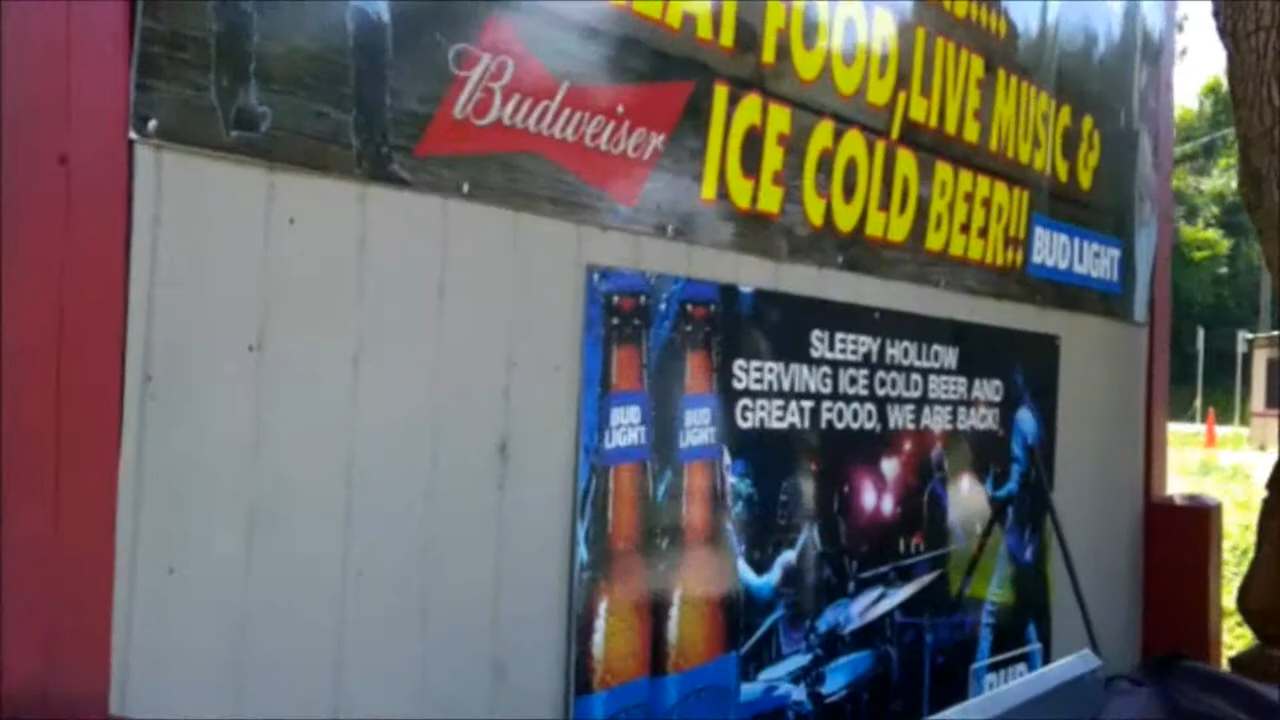 FOOD, LIVE MUSIC &
Budweiser
ICE COLD BEER!!
BUD LIGHT
SLEEPY HOLLOW
SERVING ICE COLD BEER AND
GREAT FOOD, WE ARE BACK!
BUD
LIGHT
BUD
LIGHT